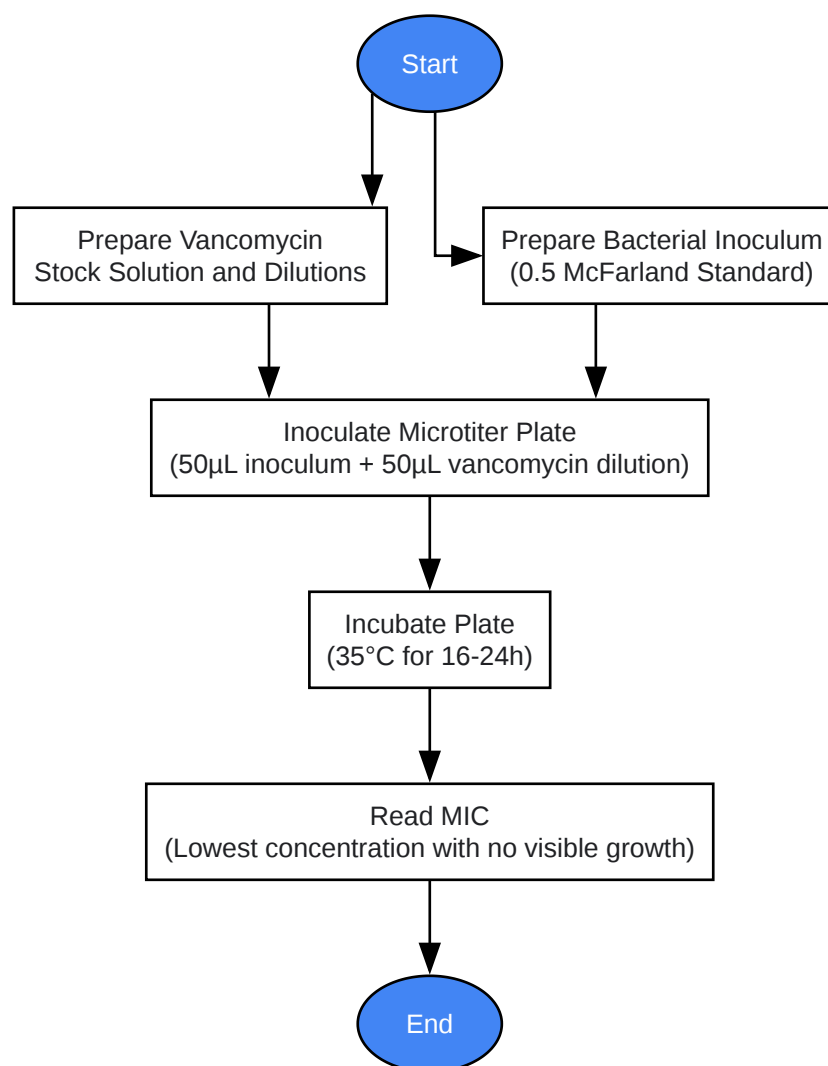 Start
Prepare Vancomycin
Stock Solution and Dilutions
Prepare Bacterial Inoculum
(0.5 McFarland Standard)
Inoculate Microtiter Plate
(50µL inoculum + 50µL vancomycin dilution)
Incubate Plate
(35°C for 16-24h)
Read MIC
(Lowest concentration with no visible growth)
End